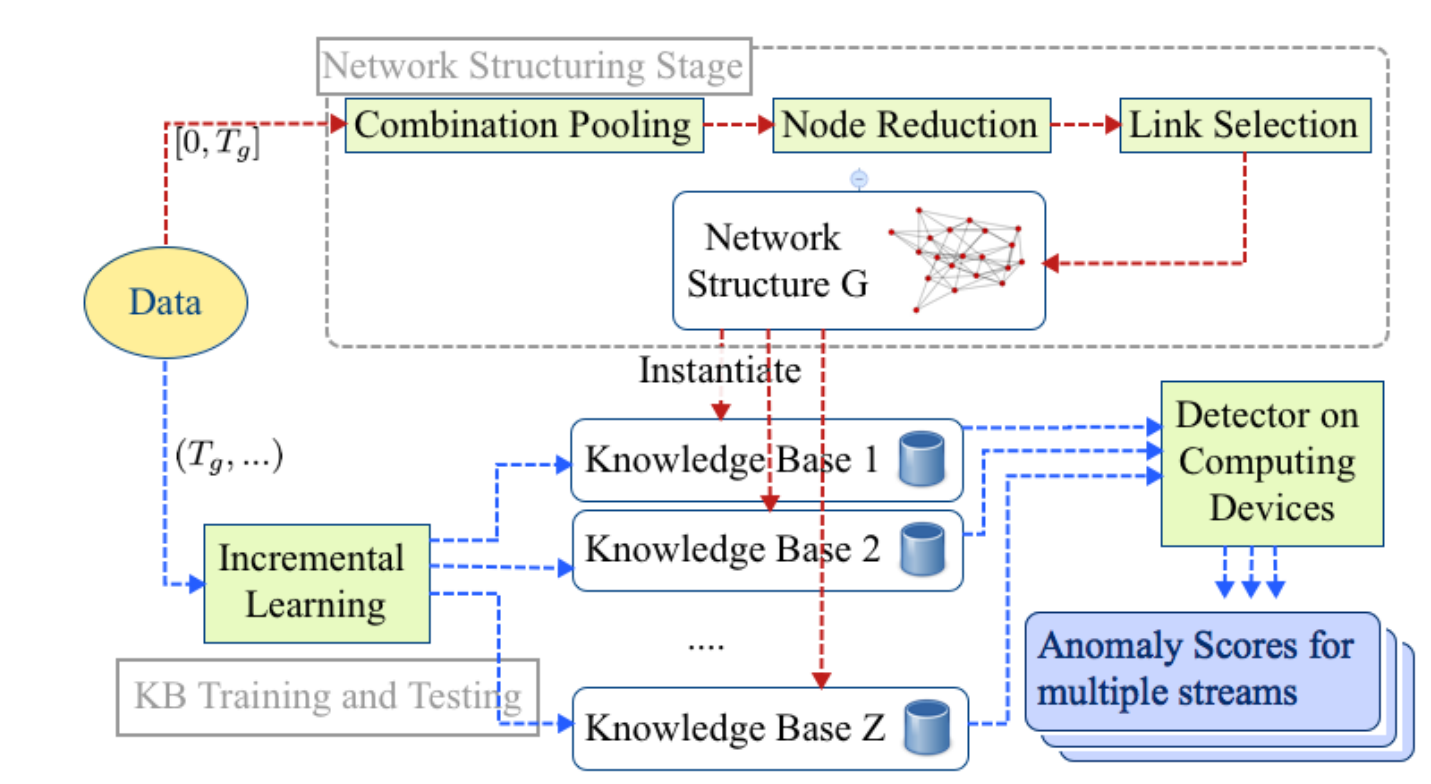 Network Structuring Stage
Combination Pooling
Node Reduction
Link Selection
[0, T_g]
Network
Structure G
Data
Instantiate
(T_g, ...)
Knowledge Base 1
Detector on
Computing
Devices
Incremental
Learning
Knowledge Base 2
....
Anomaly Scores for
multiple streams
KB Training and Testing
Knowledge Base Z